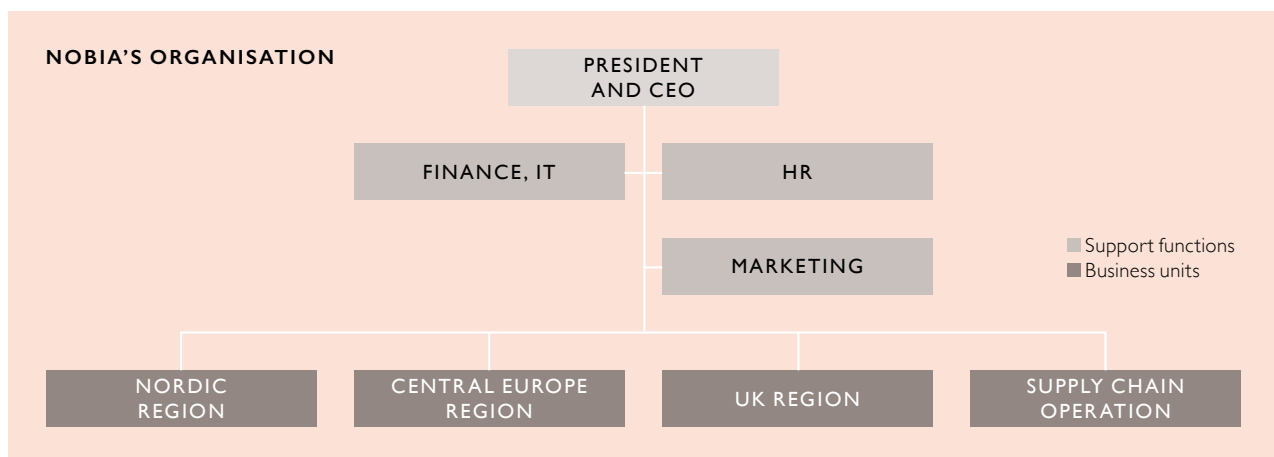 NOBIA’S ORGANISATION
PRESIDENT
AND CEO
FINANCE, IT
HR
MARKETING
Support functions
Business units
NORDIC
REGION
CENTRAL EUROPE
REGION
UK REGION
SUPPLY CHAIN
OPERATION